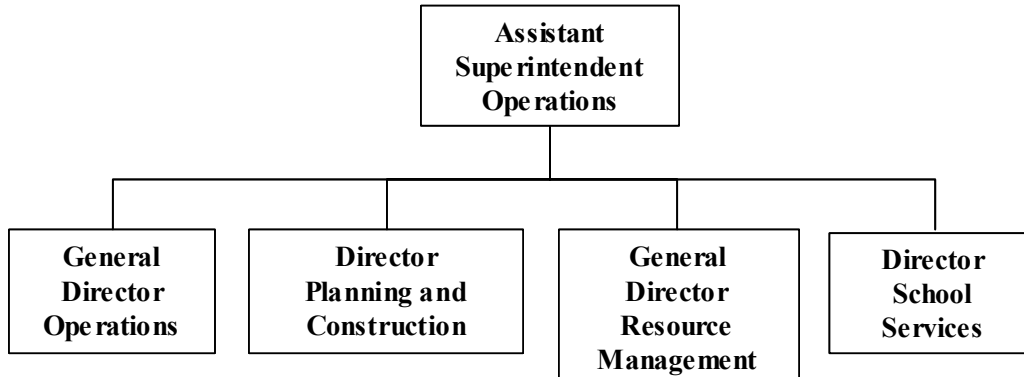 Assistant
Superintendent
Operations
General
Director
Operations
Director
Planning and
Construction
General
Director
Resource
Management
Director
School
Services